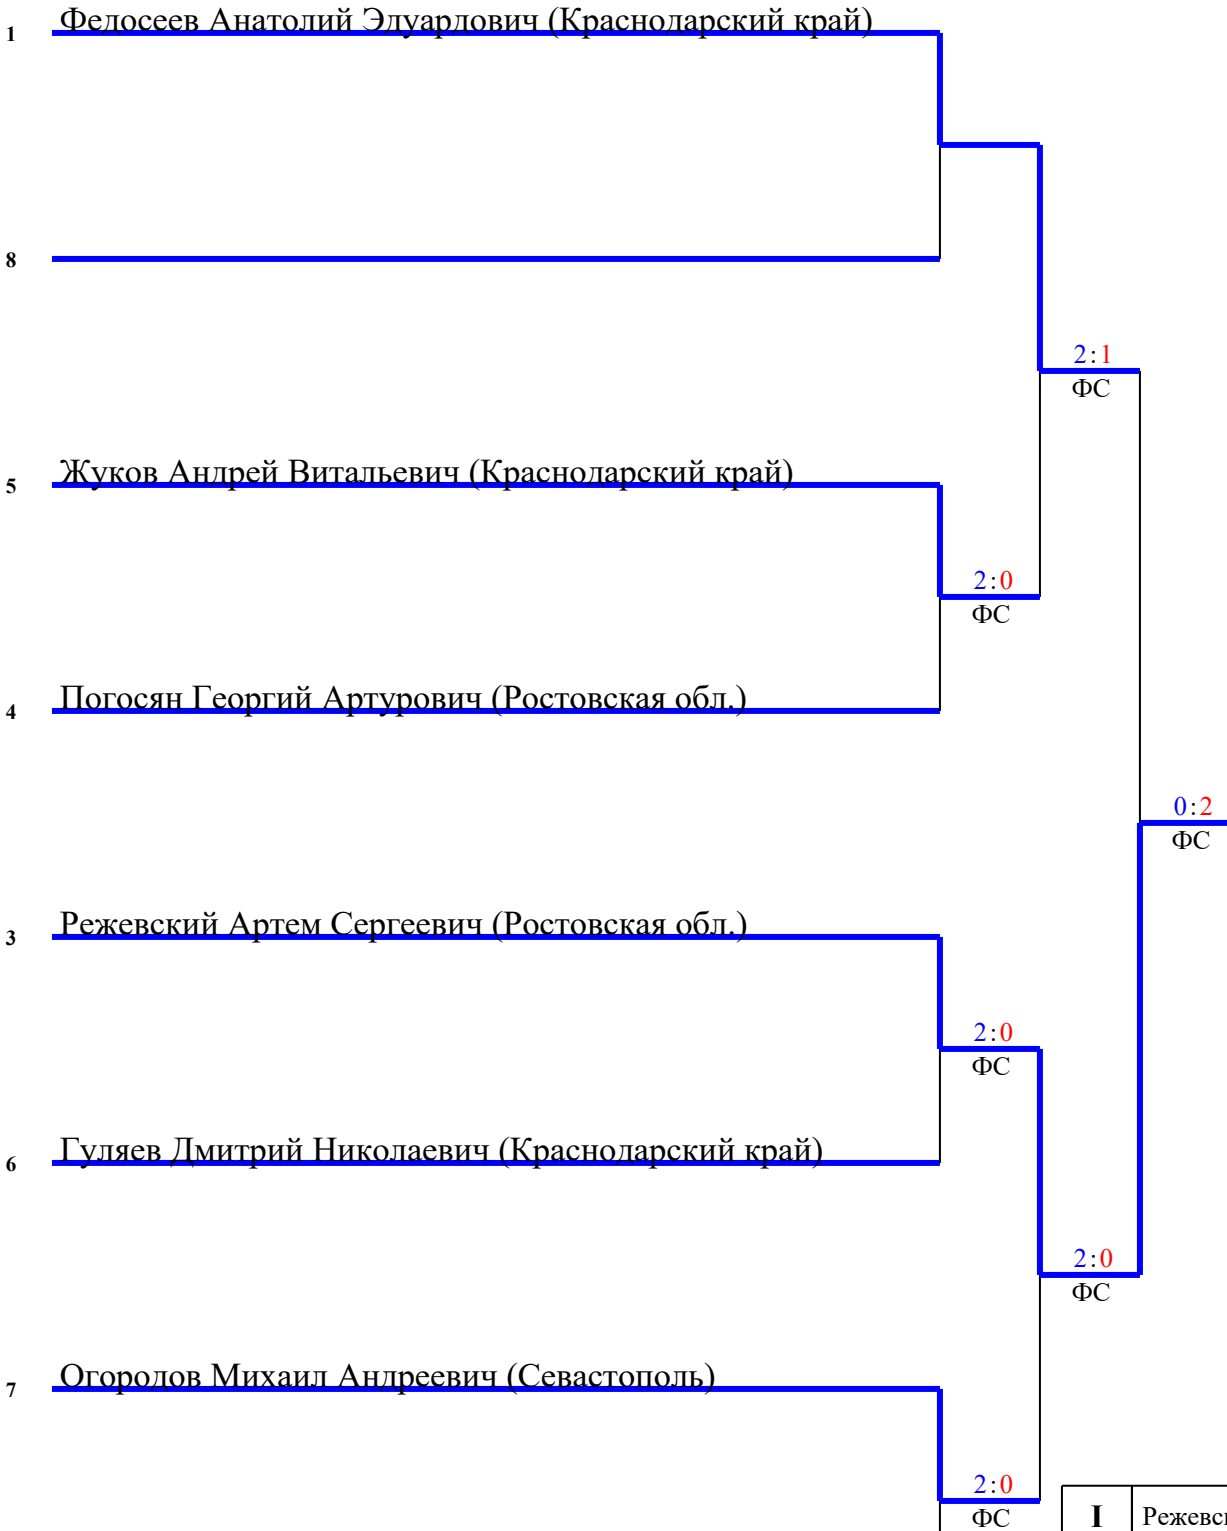 1 Федосеев Анатолий Эдуардович (Краснодарский край)
8
2:1
ФС
5 Жуков Андрей Витальевич (Краснодарский край)
2:0
ФС
4 Погосян Георгий Артурович (Ростовская обл.)
0:2
ФС
3 Режевский Артем Сергеевич (Ростовская обл.)
2:0
ФС
6 Гуляев Дмитрий Николаевич (Краснодарский край)
2:0
ФС
7 Огородов Михаил Андреевич (Севастополь)
2:0
ФС
I